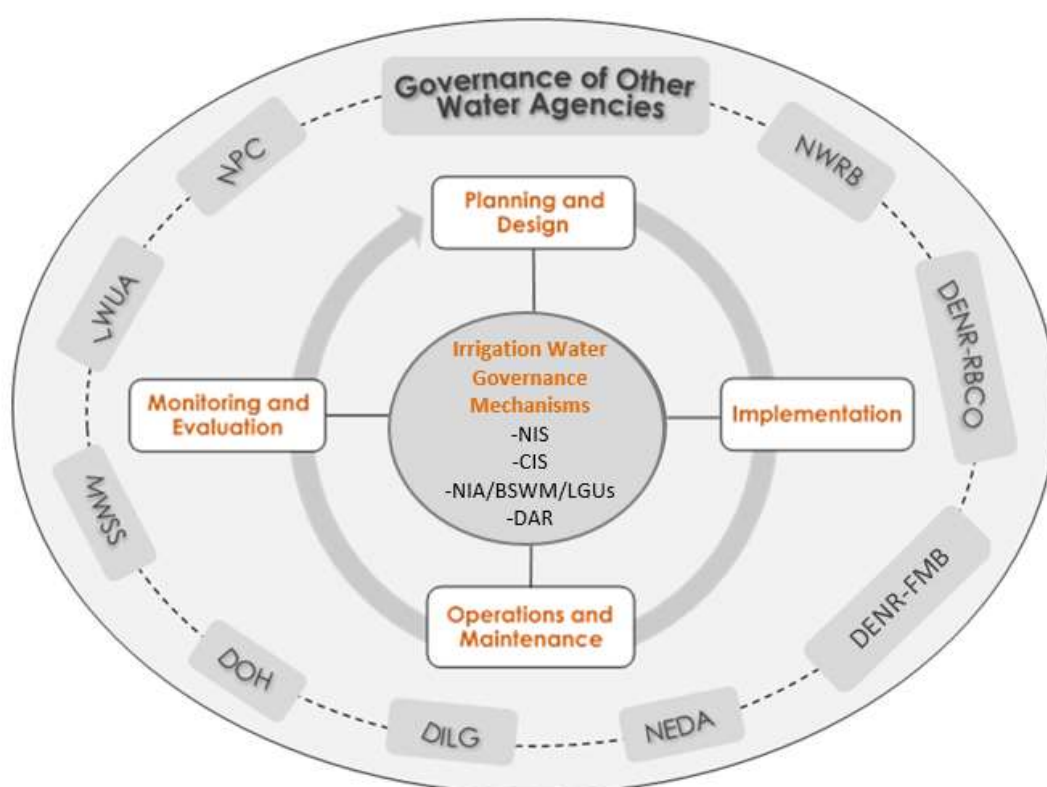 Governance of Other
Water Agencies
NPC
NWRB
Planning and
Design
LWUA
DENR-RBCO
Irrigation Water
Governance
Mechanisms
-NIS
-CIS
-NIA/BSWM/LGUs
-DAR
Monitoring and
Evaluation
Implementation
MWSS
DENR-FMB
Operations and
Maintenance
DOH
DILG
NEDA